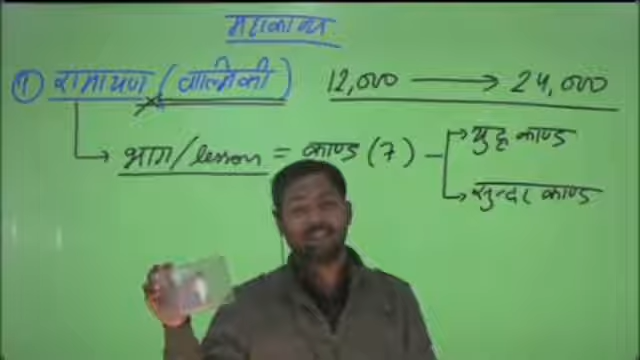 महाकाव्य
① रामायण (वाल्मिकी) 12,000 → 24,000
भाग/lesson = काण्ड (7) → युद्ध काण्ड
→ सुन्दर काण्ड